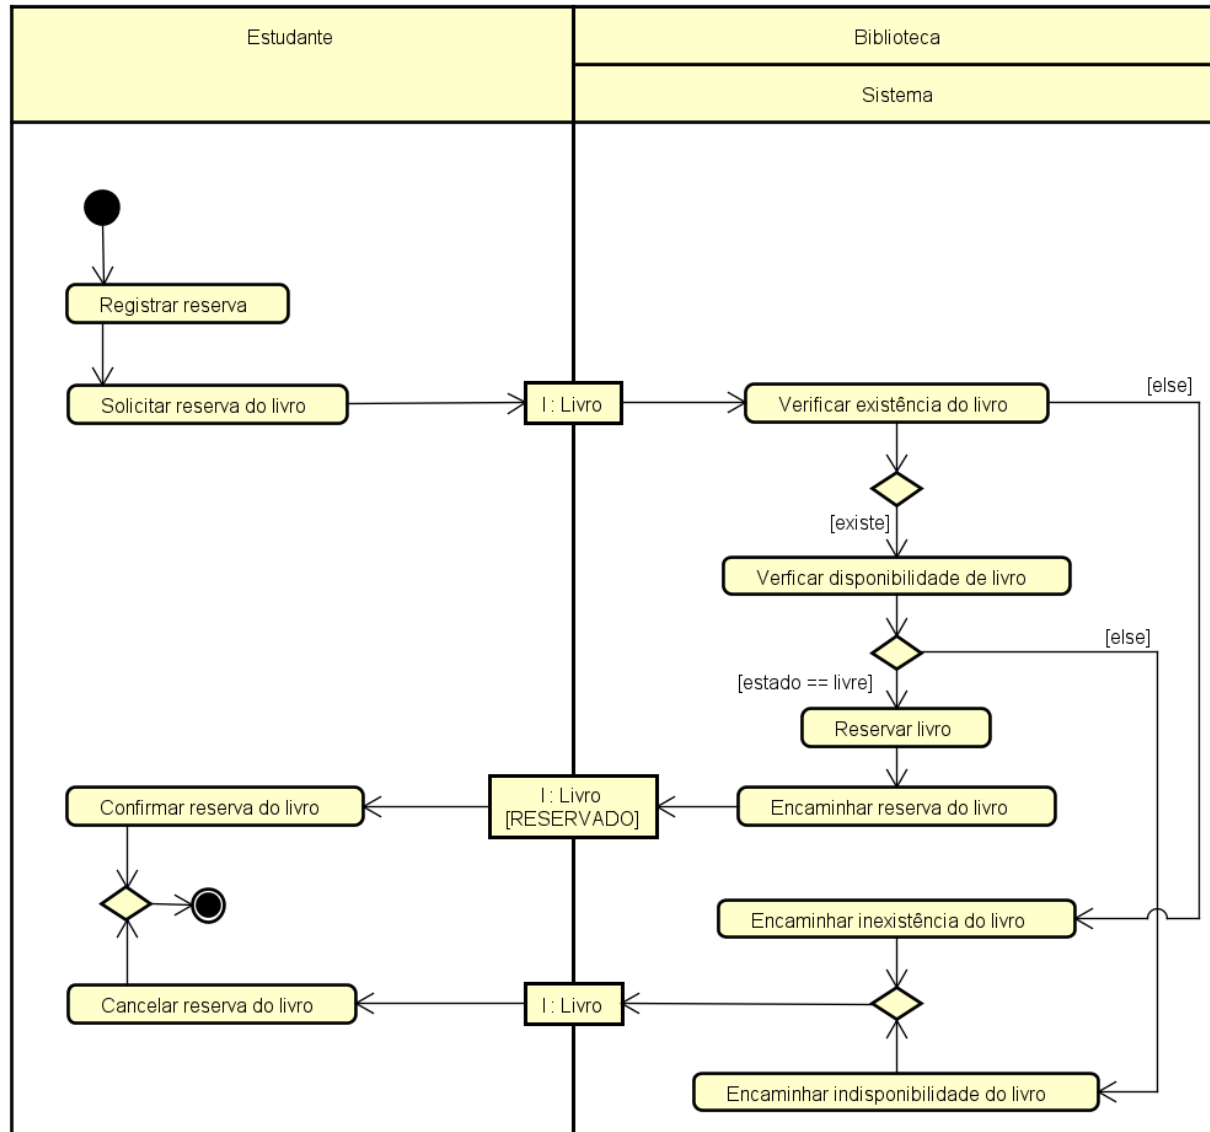 Estudante
Biblioteca
Sistema
Registrar reserva
Solicitar reserva do livro
l : Livro
Verificar existência do livro
[else]
[existe]
Verficar disponibilidade de livro
[else]
[estado == livre]
Reservar livro
Confirmar reserva do livro
l : Livro
[RESERVADO]
Encaminhar reserva do livro
Encaminhar inexistência do livro
Cancelar reserva do livro
l : Livro
Encaminhar indisponibilidade do livro